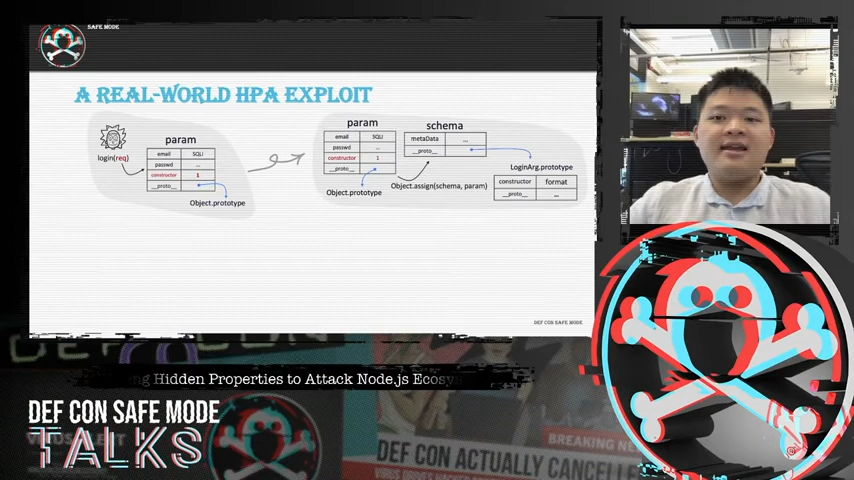 SAFE MODE
A REAL-WORLD HPA EXPLOIT
login(req)
param
email SQLI
passwd ...
constructor 1
__proto__
Object.prototype
param
email SQLI
passwd ...
constructor 1
__proto__
Object.prototype
Object.assign(schema, param)
schema
metaData ...
__proto__
LoginArg.prototype
constructor format
__proto__ ...
DEF CON SAFE MODE
Hidden Properties to Attack Node.js
DEF CON SAFE MODE
TALKS
BREAKING
DEF CON ACTUALLY CANCELLE